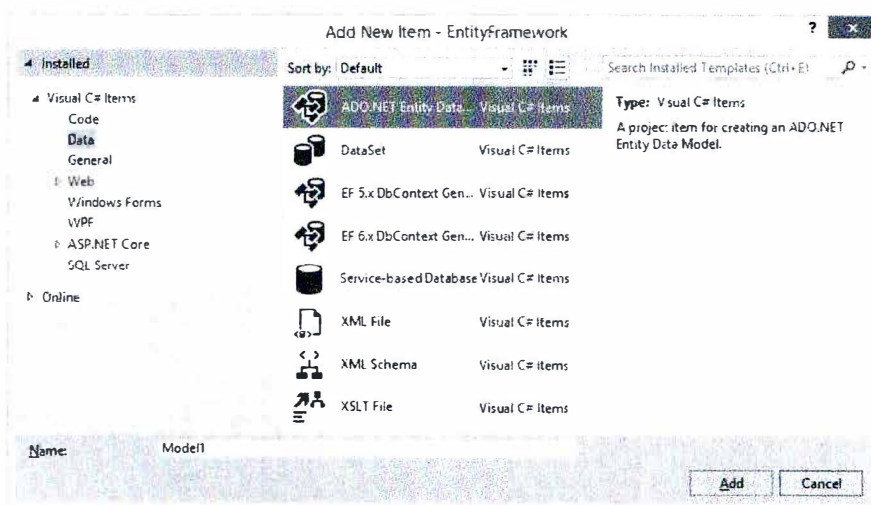 Add New Item - EntityFramework
?
Installed
Sort by: Default
Search Installed Templates (Ctrl+E)
Visual C# Items
Code
Data
General
Web
Windows Forms
WPF
ASP.NET Core
SQL Server
Online
ADO.NET Entity Data... Visual C# Items
DataSet Visual C# Items
EF 5.x DbContext Gen... Visual C# Items
EF 6.x DbContext Gen... Visual C# Items
Service-based Database Visual C# Items
XML File Visual C# Items
XML Schema Visual C# Items
XSLT File Visual C# Items
Type: Visual C# Items
A project item for creating an ADO.NET
Entity Data Model.
Name: Model1
Add Cancel